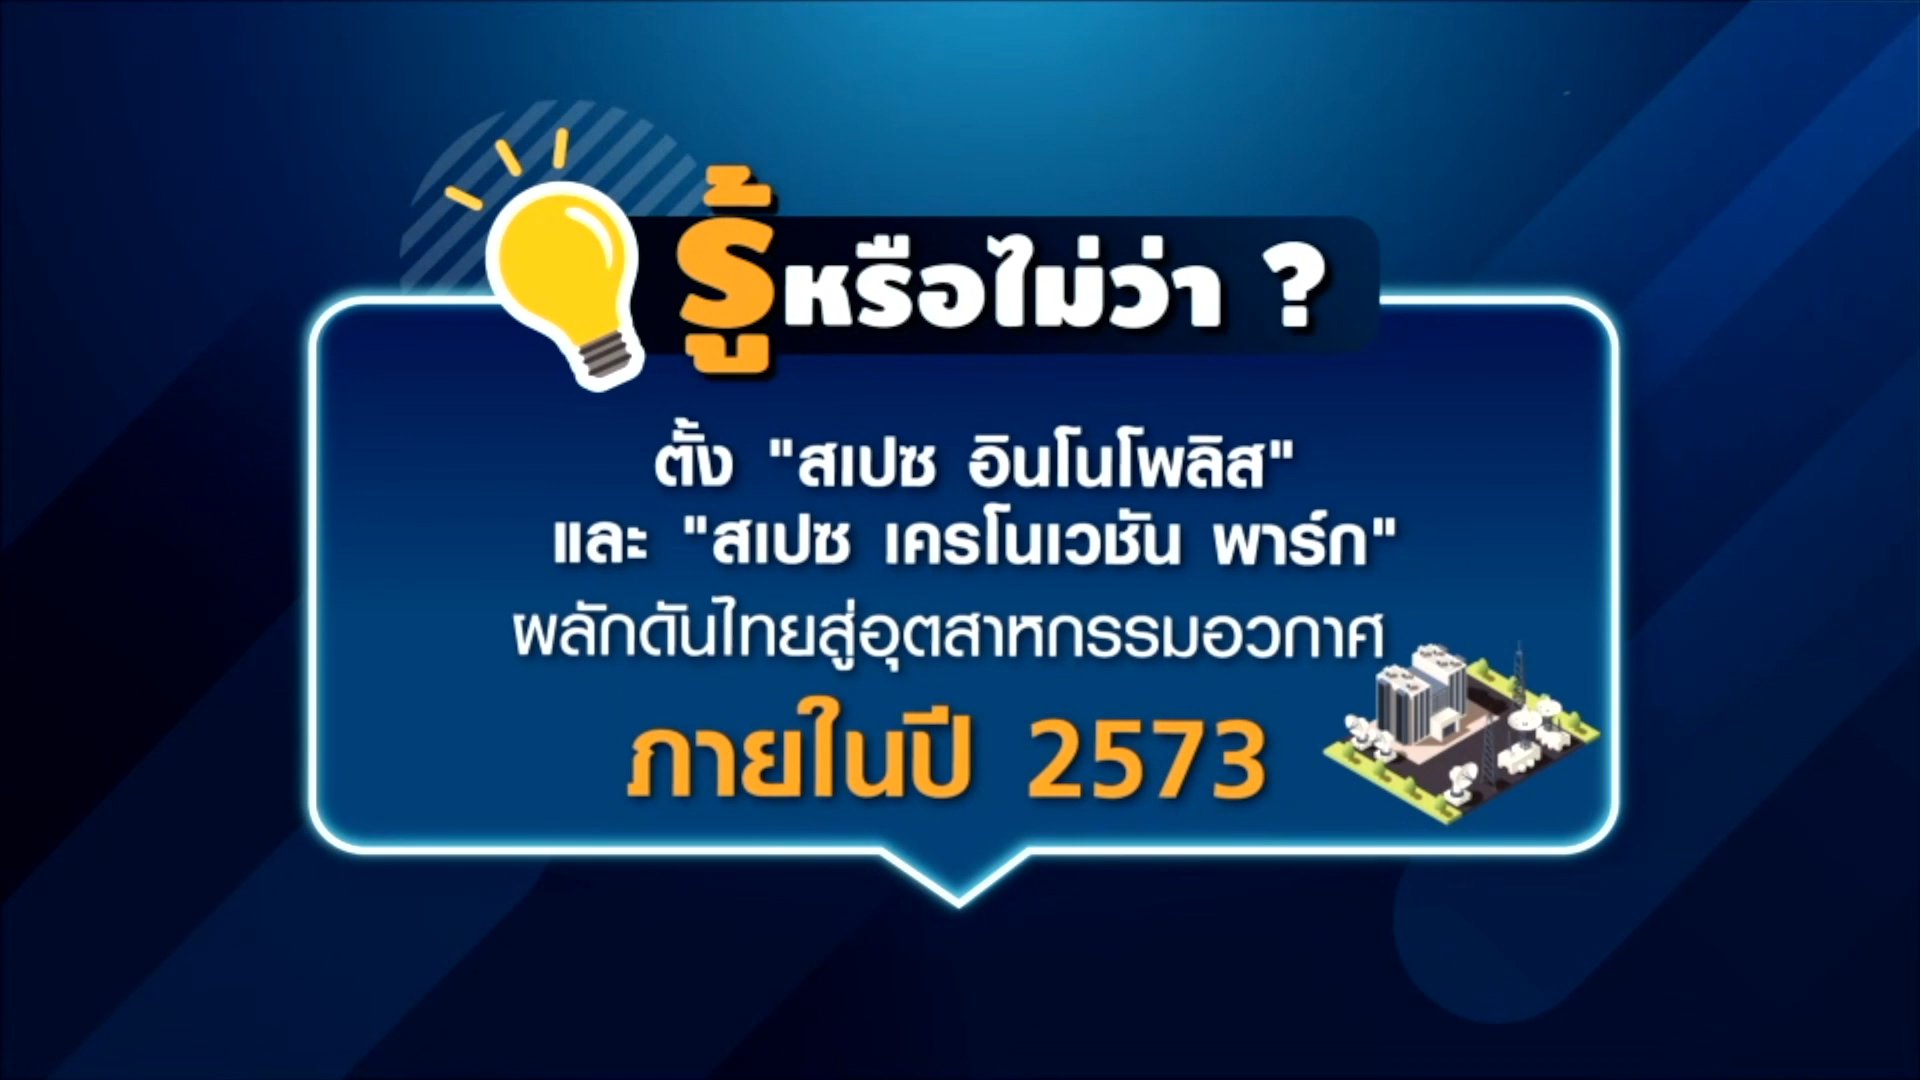 รู้หรือไม่ว่า ?
ตั้ง "สเปซ อินโนโพลิส"
และ "สเปซ เครโนเวชัน พาร์ก"
ผลักดันไทยสู่อุตสาหกรรมอวกาศ
ภายในปี 2573